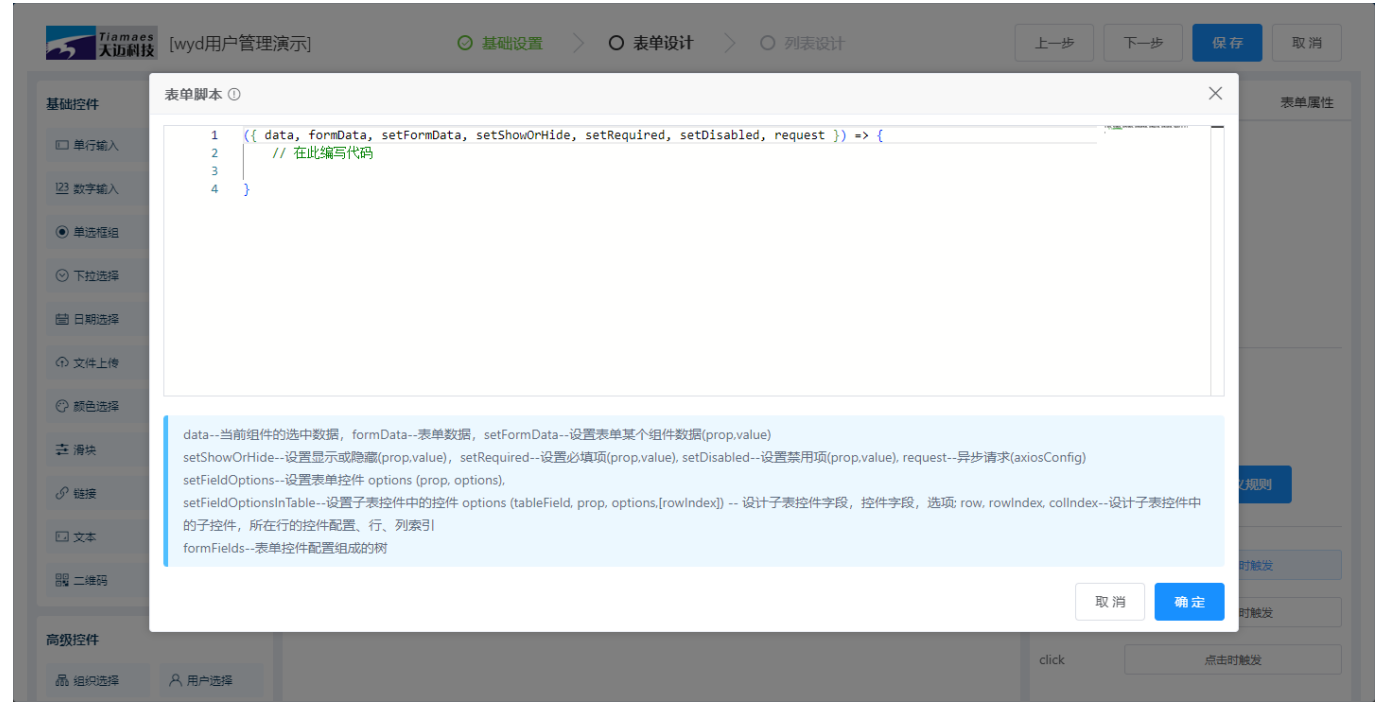 Tiamaes
天迈科技
[wyd用户管理演示]
基础设置
表单设计
列表设计
上一步
下一步
保存
取消
基础控件
单行输入
123 数字输入
单选框组
下拉选择
日期选择
文件上传
颜色选择
滑块
链接
文本
二维码
高级控件
组织选择
用户选择
表单脚本
1 ({ data, formData, setFormData, setShowOrHide, setRequired, setDisabled, request }) => {
2 // 在此编写代码
3
4 }
data--当前组件的选中数据，formData--表单数据，setFormData--设置表单某个组件数据(prop,value)
setShowOrHide--设置显示或隐藏(prop,value)，setRequired--设置必填项(prop,value), setDisabled--设置禁用项(prop,value), request--异步请求(axiosConfig)
setFieldOptions--设置表单控件 options (prop, options),
setFieldOptionsInTable--设置子表控件中的控件 options (tableField, prop, options,[rowIndex]) -- 设计子表控件字段，控件字段，选项; row, rowIndex, collndex--设计子表控件中
的子控件，所在行的控件配置、行、列索引
formFields--表单控件配置组成的树
取消
确定
表单属性
规则
时触发
时触发
click
点击时触发